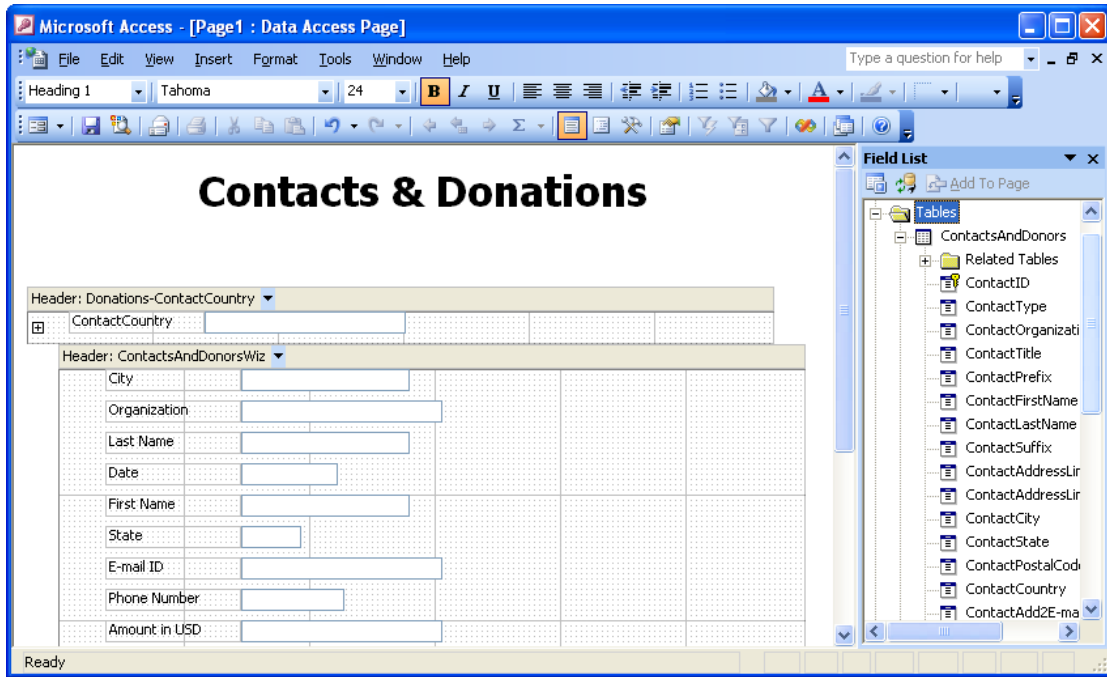 Microsoft Access - [Page1 : Data Access Page]
File Edit View Insert Format Tools Window Help
Type a question for help
Heading 1 Tahoma 24 B I U A
Σ
Contacts & Donations
Header: Donations-ContactCountry
ContactCountry
Header: ContactsAndDonorsWiz
City
Organization
Last Name
Date
First Name
State
E-mail ID
Phone Number
Amount in USD
Field List
Add To Page
Tables
ContactsAndDonors
Related Tables
ContactID
ContactType
ContactOrganizati
ContactTitle
ContactPrefix
ContactFirstName
ContactLastName
ContactSuffix
ContactAddressLin
ContactAddressLin
ContactCity
ContactState
ContactPostalCod
ContactCountry
ContactAdd2E-ma
Ready